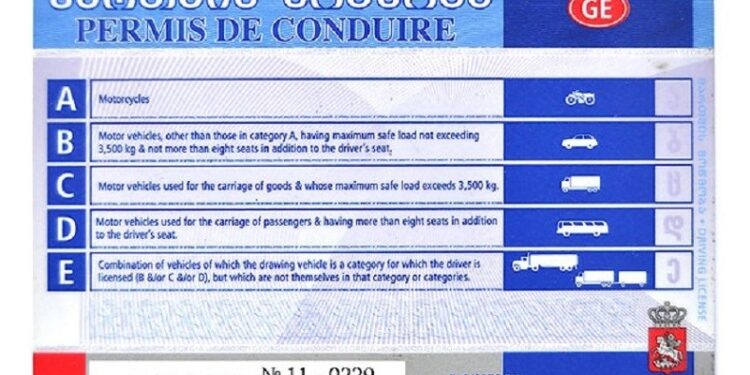 GE
PERMIS DE CONDUIRE
A
Motorcycles
B
Motor vehicles, other than those in category A, having maximum safe load not exceeding
3,500 kg & not more than eight seats in addition to the driver's seat.
C
Motor vehicles used for the carriage of goods & whose maximum safe load exceeds 3,500 kg.
D
Motor vehicles used for the carriage of passengers & having more than eight seats in addition
to the driver's seat.
E
Combination of vehicles of which the drawing vehicle is a category for which the driver is
licensed (B &/or C &/or D), but which are not themselves in that category or categories.
DRIVING LICENSE
№ 11